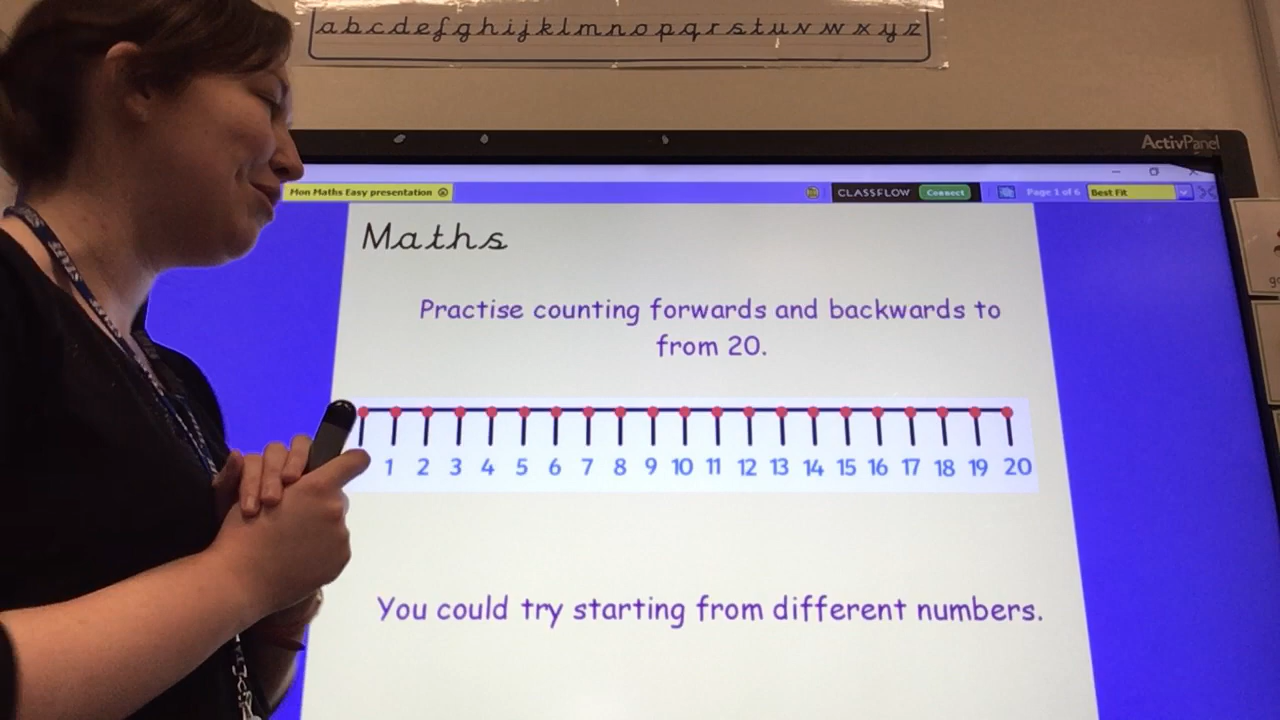 abcdefghijklmnopqrstuvwxyz
ActivPanel
Mon Maths Easy presentation
CLASSFLOW Connect Page 1 of 6 Best Fit
Maths
Practise counting forwards and backwards to
from 20.
1 2 3 4 5 6 7 8 9 10 11 12 13 14 15 16 17 18 19 20
You could try starting from different numbers.